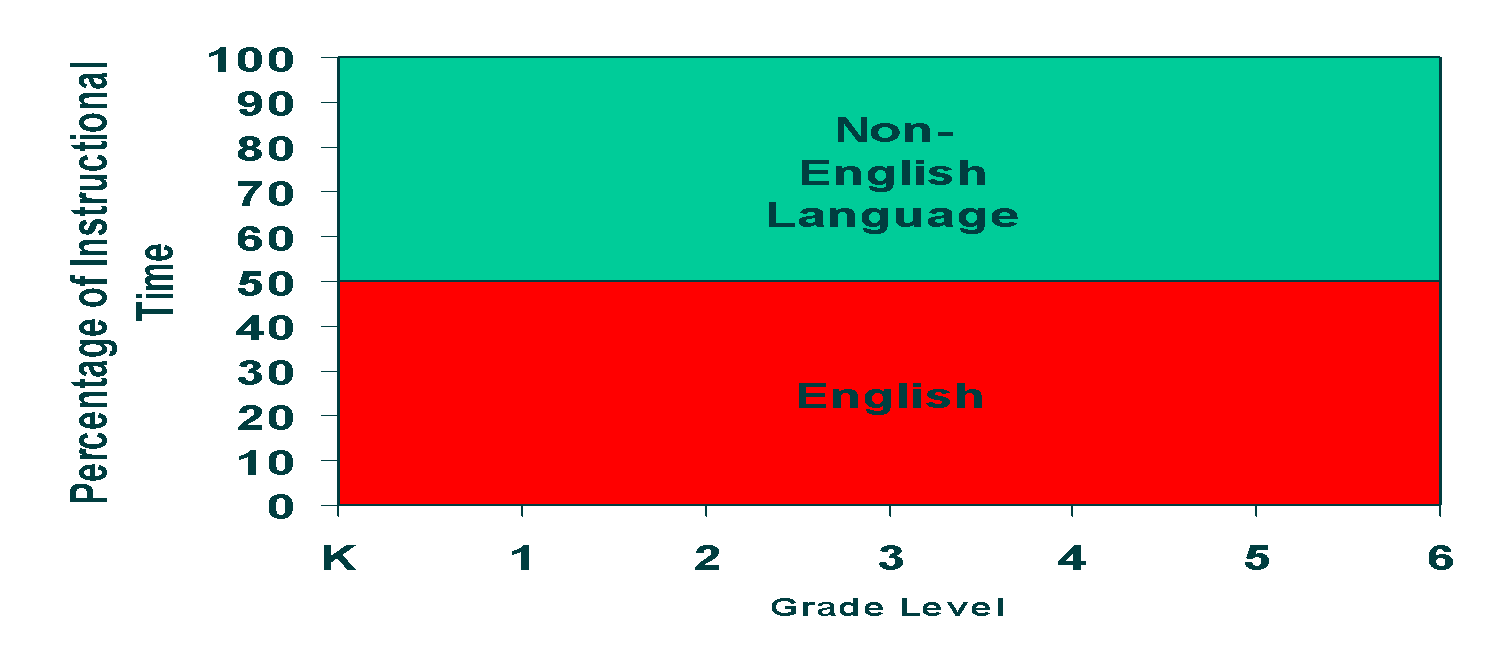 Percentage of Instructional
Time
100
90
80
70
60
50
40
30
20
10
0
Non-
English
Language
English
K 1 2 3 4 5 6
Grade Level